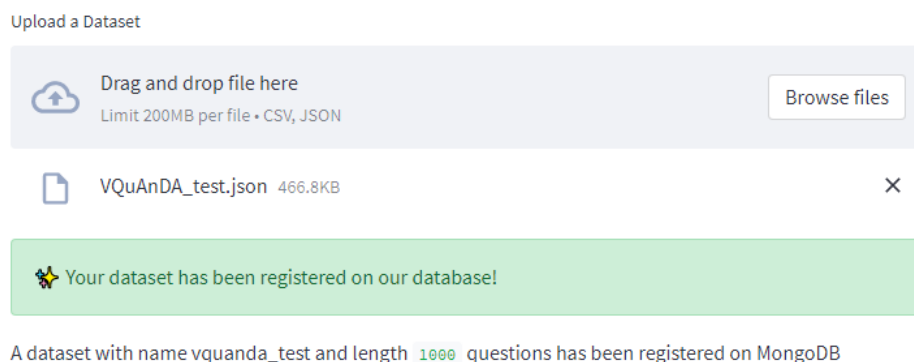 Upload a Dataset
Drag and drop file here
Limit 200MB per file • CSV, JSON
Browse files
VQuAnDA_test.json 466.8KB
✨ Your dataset has been registered on our database!
A dataset with name vquanda_test and length 1000 questions has been registered on MongoDB